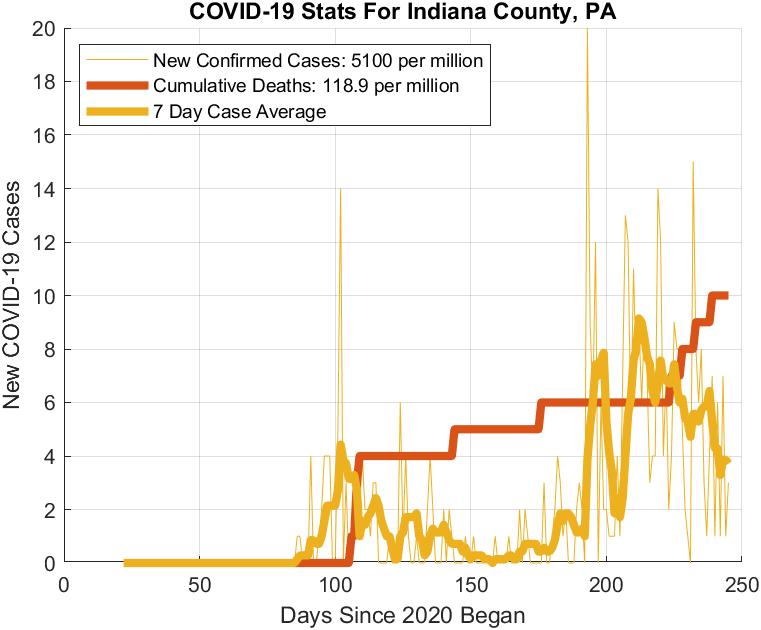 COVID-19 Stats For Indiana County, PA
New Confirmed Cases: 5100 per million
Cumulative Deaths: 118.9 per million
7 Day Case Average
New COVID-19 Cases
20
18
16
14
12
10
8
6
4
2
0
0 50 100 150 200 250
Days Since 2020 Began